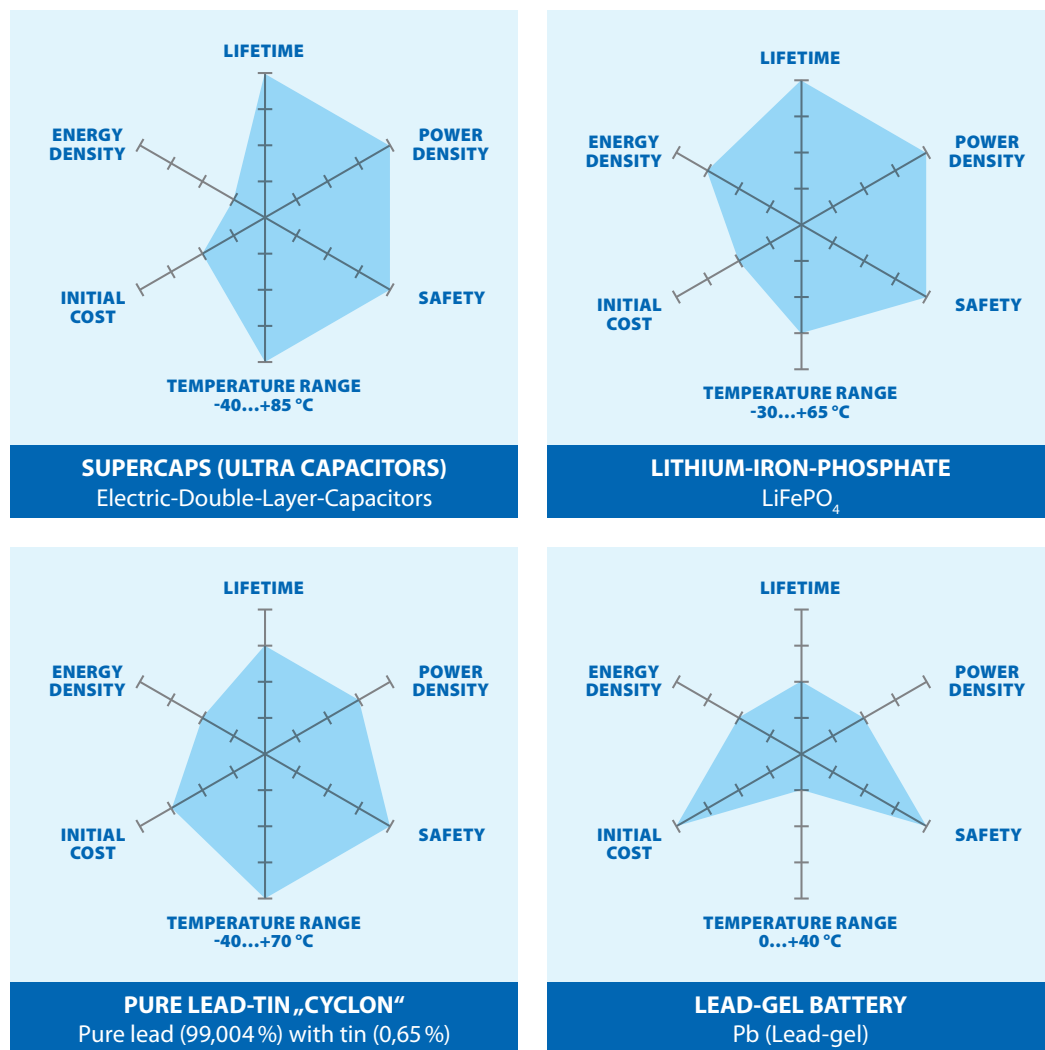 LIFETIME
ENERGY
DENSITY
POWER
DENSITY
INITIAL
COST
SAFETY
TEMPERATURE RANGE
-40...+85 °C
SUPERCAPS (ULTRA CAPACITORS)
Electric-Double-Layer-Capacitors
LIFETIME
ENERGY
DENSITY
POWER
DENSITY
INITIAL
COST
SAFETY
TEMPERATURE RANGE
-30...+65 °C
LITHIUM-IRON-PHOSPHATE
LiFePO₄
LIFETIME
ENERGY
DENSITY
POWER
DENSITY
INITIAL
COST
SAFETY
TEMPERATURE RANGE
-40...+70 °C
PURE LEAD-TIN „CYCLON“
Pure lead (99,004 %) with tin (0,65 %)
LIFETIME
ENERGY
DENSITY
POWER
DENSITY
INITIAL
COST
SAFETY
TEMPERATURE RANGE
0...+40 °C
LEAD-GEL BATTERY
Pb (Lead-gel)